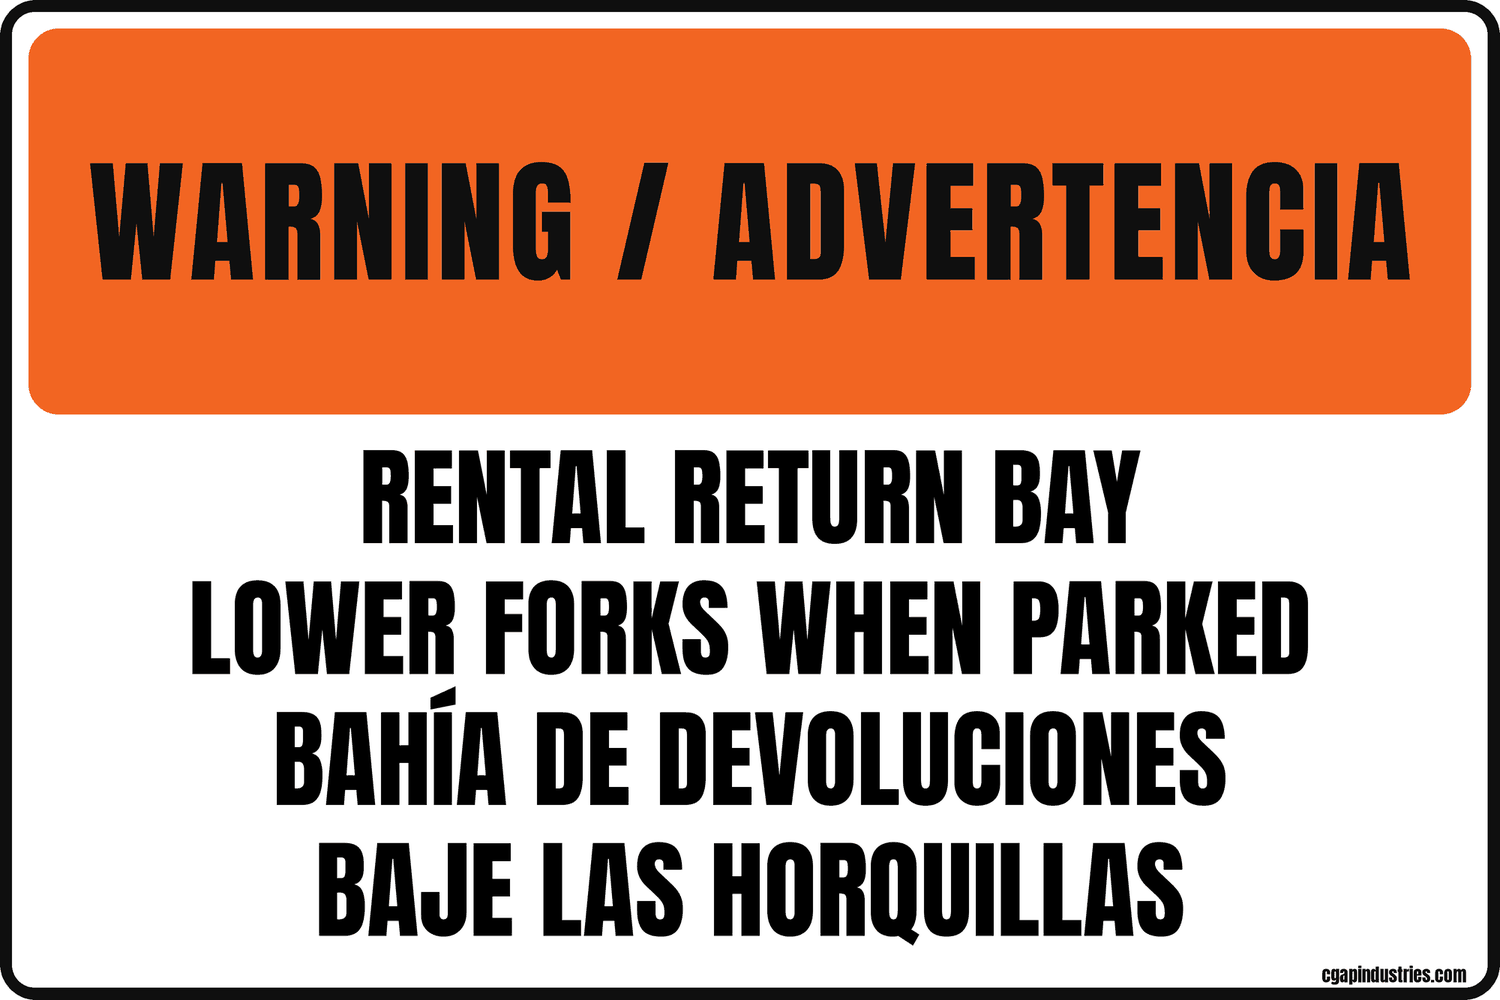 WARNING / ADVERTENCIA
RENTAL RETURN BAY
LOWER FORKS WHEN PARKED
BAHÍA DE DEVOLUCIONES
BAJE LAS HORQUILLAS
cgapindustries.com